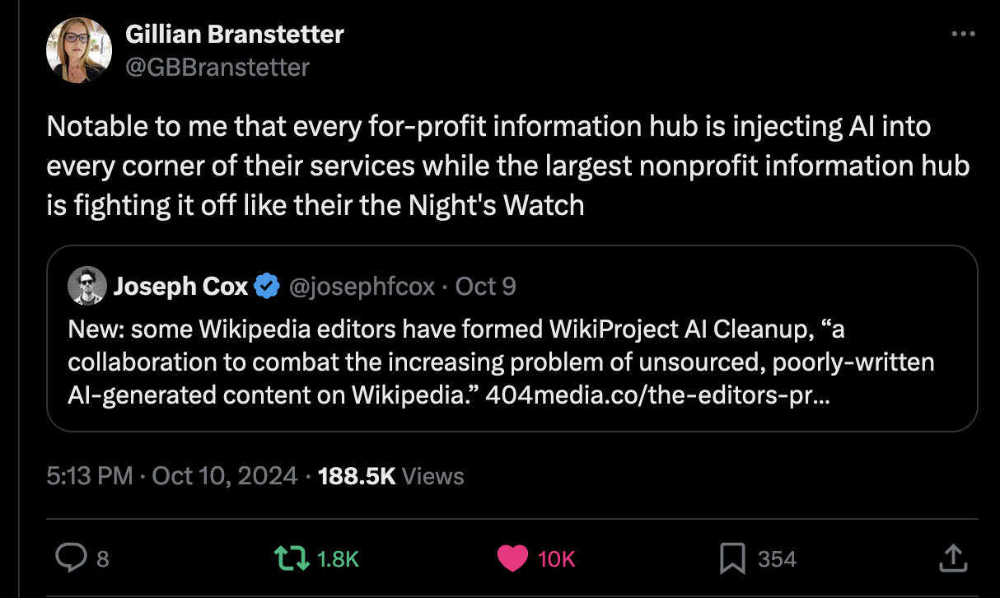 Gillian Branstetter
@GBBranstetter
Notable to me that every for-profit information hub is injecting AI into
every corner of their services while the largest nonprofit information hub
is fighting it off like their the Night's Watch
Joseph Cox @josephfcox · Oct 9
New: some Wikipedia editors have formed WikiProject AI Cleanup, “a
collaboration to combat the increasing problem of unsourced, poorly-written
AI-generated content on Wikipedia.” 404media.co/the-editors-pr...
5:13 PM · Oct 10, 2024 · 188.5K Views
8 1.8K 10K 354